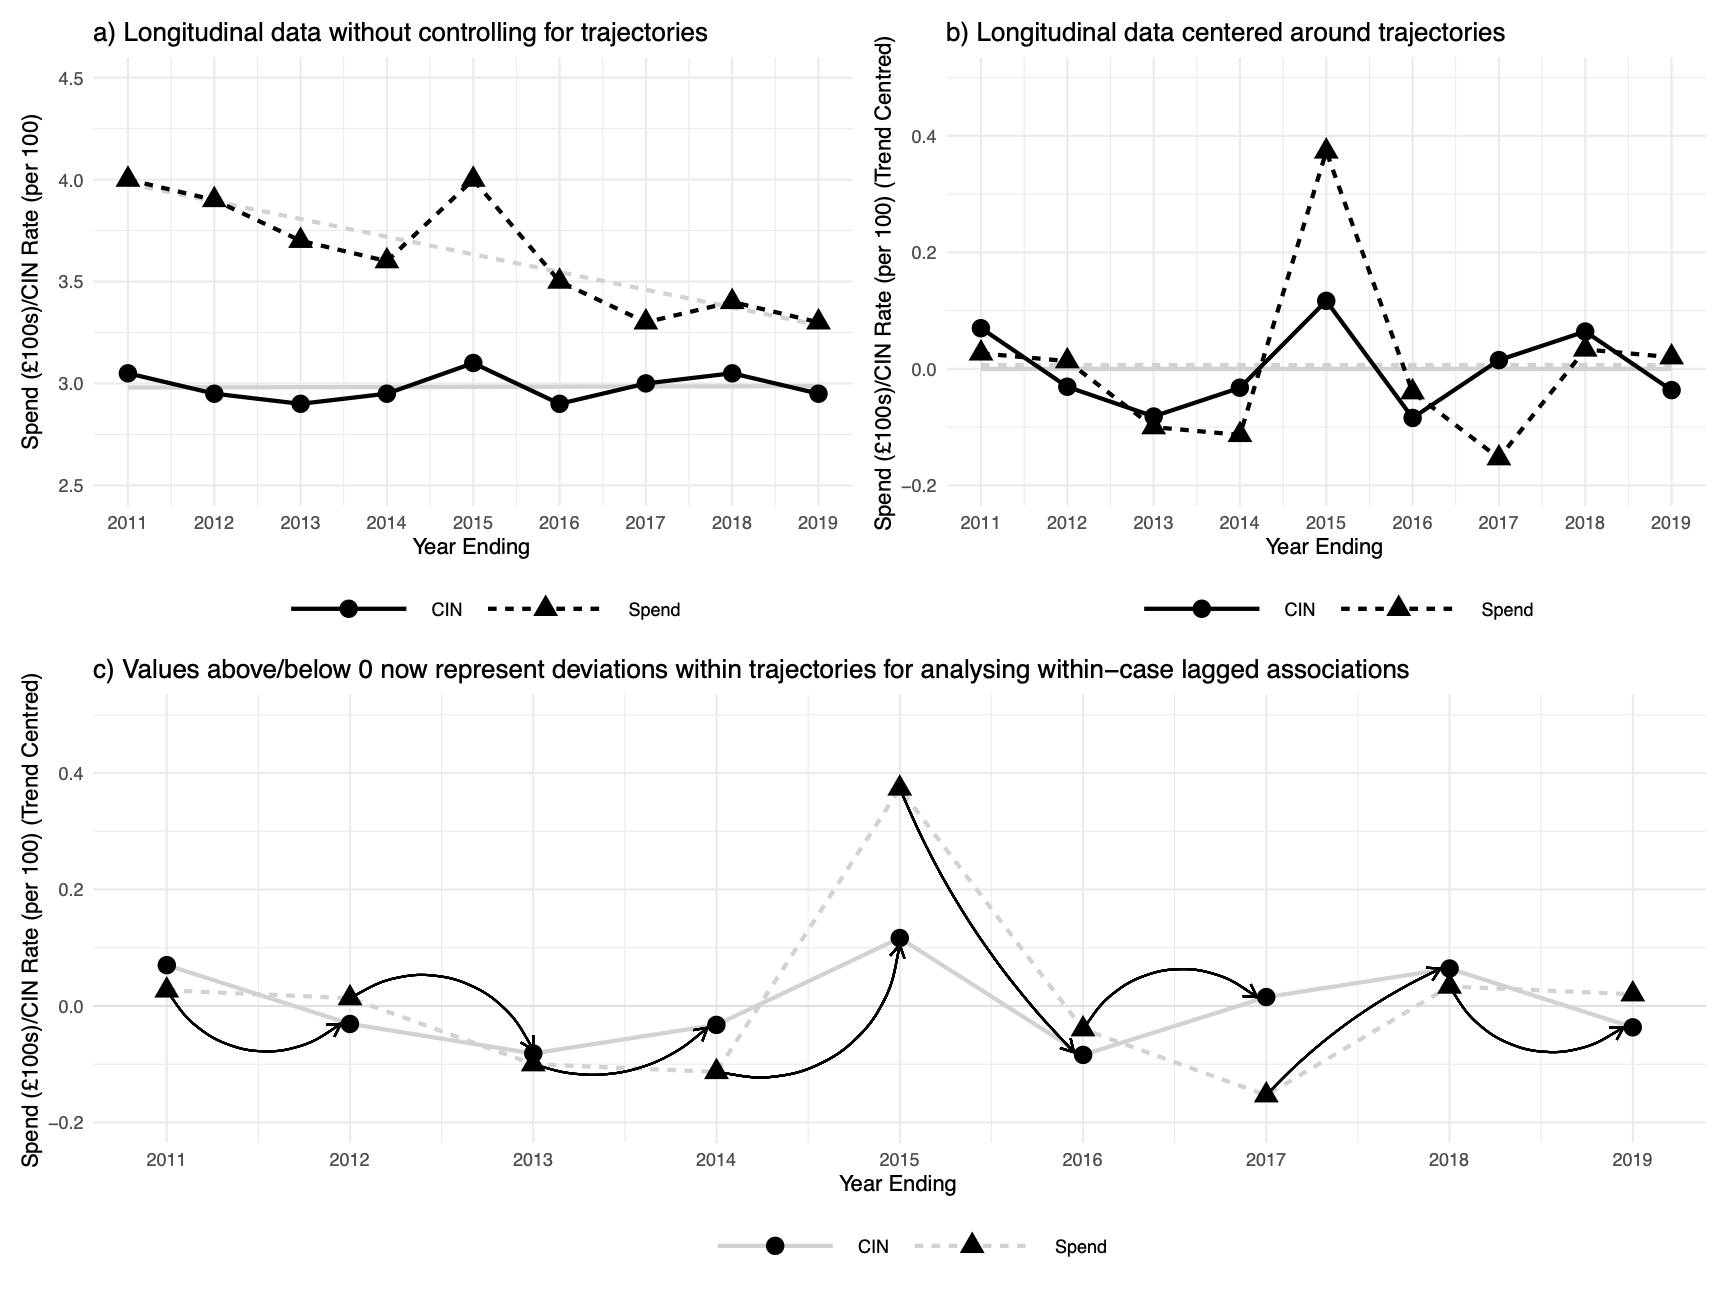 a) Longitudinal data without controlling for trajectories
Spend (£100s)/CIN Rate (per 100)
4.5
4.0
3.5
3.0
2.5
2011 2012 2013 2014 2015 2016 2017 2018 2019
Year Ending
CIN Spend
b) Longitudinal data centered around trajectories
Spend (£100s)/CIN Rate (per 100) (Trend Centred)
0.4
0.2
0.0
−0.2
2011 2012 2013 2014 2015 2016 2017 2018 2019
Year Ending
CIN Spend
c) Values above/below 0 now represent deviations within trajectories for analysing within−case lagged associations
Spend (£100s)/CIN Rate (per 100) (Trend Centred)
0.4
0.2
0.0
−0.2
2011 2012 2013 2014 2015 2016 2017 2018 2019
Year Ending
CIN Spend